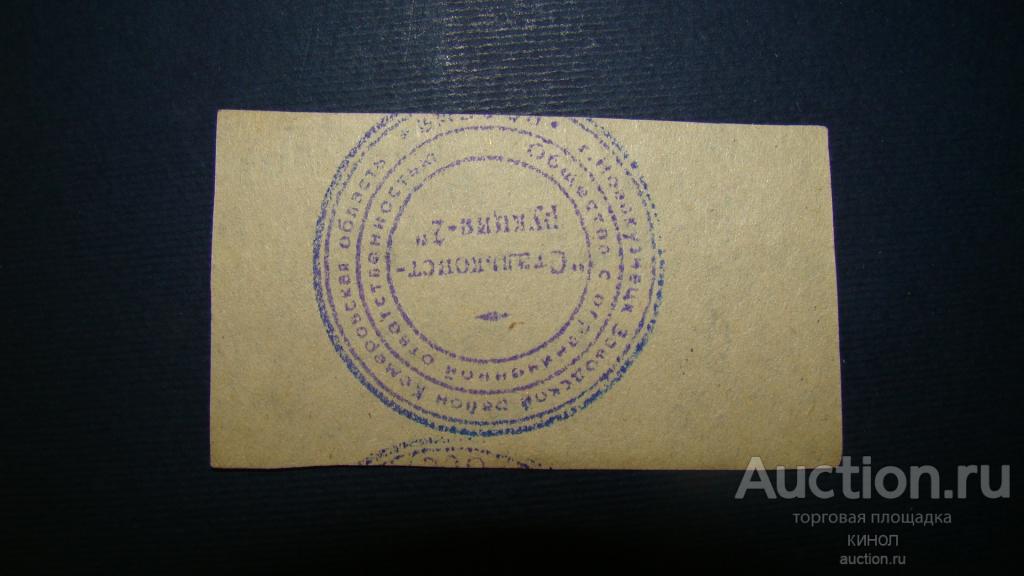 г. Новокузнецк Заводской район Кемеровская область *
Общество с ограниченной ответственностью
"Стальконст-
рукция-2"
Auction.ru
торговая площадка
КИНОЛ
auction.ru